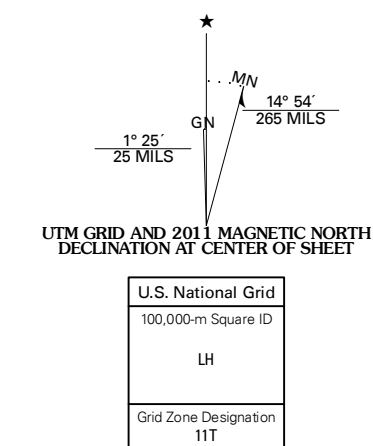 MN
GN
14° 54´
265 MILS
1° 25´
25 MILS
UTM GRID AND 2011 MAGNETIC NORTH
DECLINATION AT CENTER OF SHEET
U.S. National Grid
100,000-m Square ID
LH
Grid Zone Designation
11T